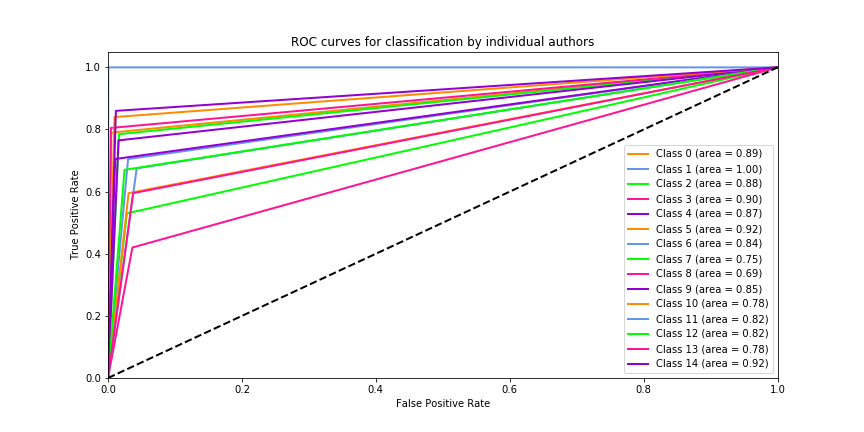 ROC curves for classification by individual authors
True Positive Rate
1.0
0.8
0.6
0.4
0.2
0.0
0.0 0.2 0.4 0.6 0.8 1.0
False Positive Rate
Class 0 (area = 0.89)
Class 1 (area = 1.00)
Class 2 (area = 0.88)
Class 3 (area = 0.90)
Class 4 (area = 0.87)
Class 5 (area = 0.92)
Class 6 (area = 0.84)
Class 7 (area = 0.75)
Class 8 (area = 0.69)
Class 9 (area = 0.85)
Class 10 (area = 0.78)
Class 11 (area = 0.82)
Class 12 (area = 0.82)
Class 13 (area = 0.78)
Class 14 (area = 0.92)